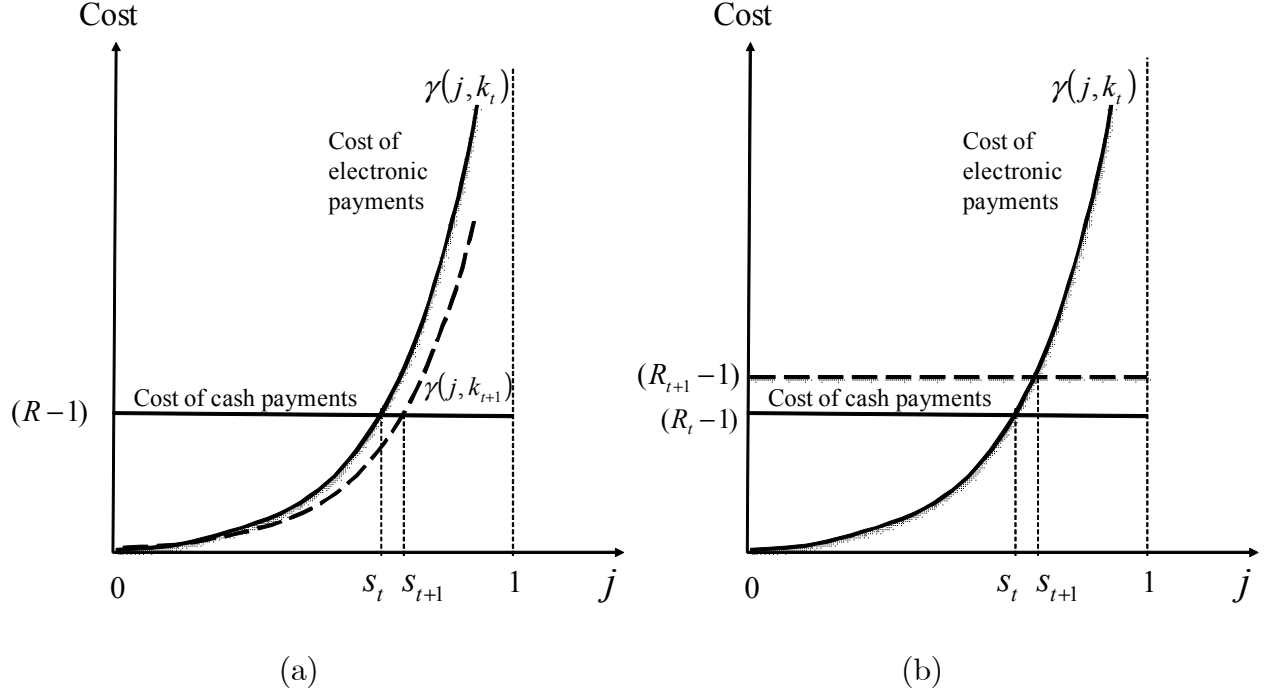 Cost
γ(j, k_t)
Cost of
electronic
payments
γ(j, k_{t+1})
Cost of cash payments
(R − 1)
0
s_t
s_{t+1}
1
j
(a)
Cost
γ(j, k_t)
Cost of
electronic
payments
(R_{t+1} − 1)
Cost of cash payments
(R_t − 1)
0
s_t
s_{t+1}
1
j
(b)